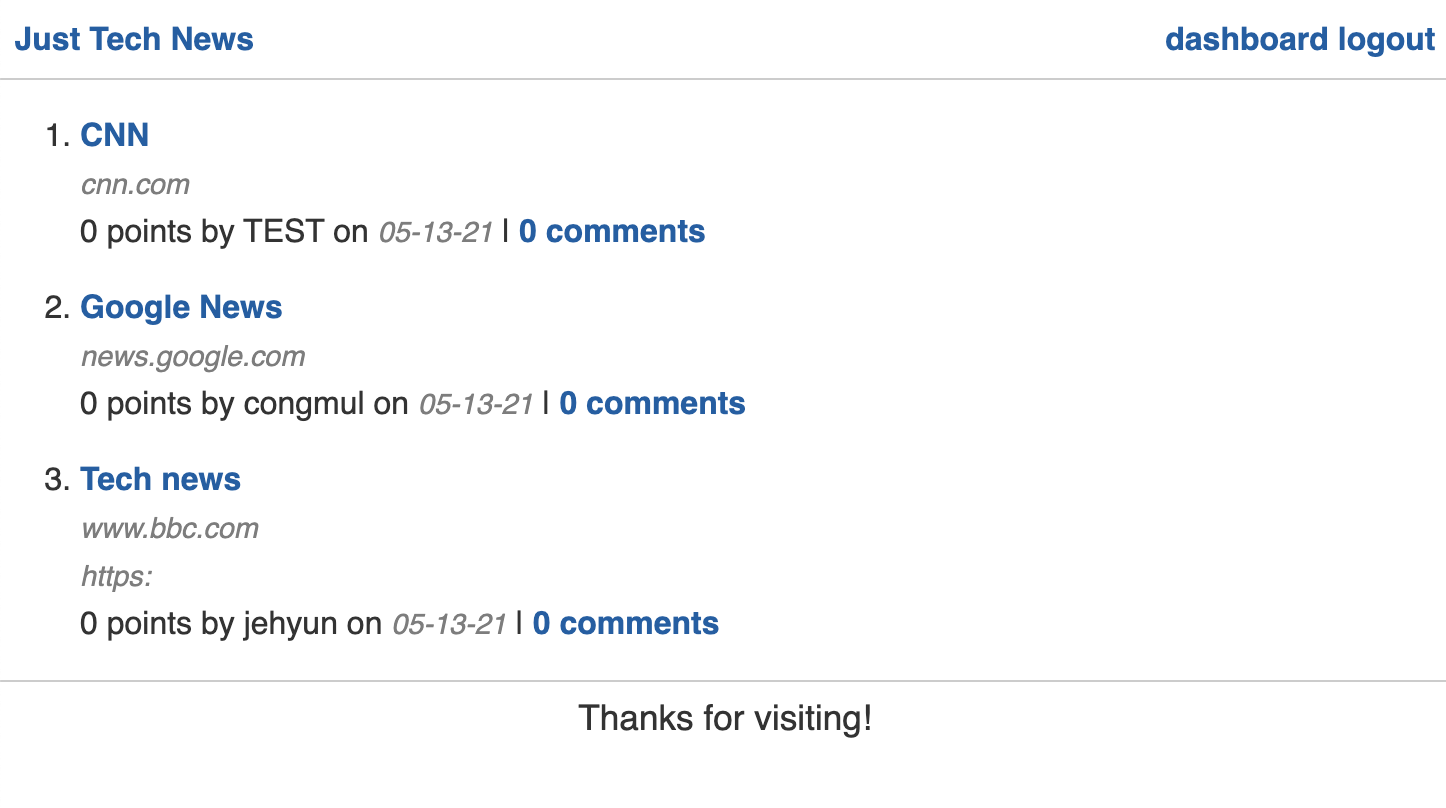 Just Tech News
dashboard logout
1. CNN
cnn.com
0 points by TEST on 05-13-21 | 0 comments
2. Google News
news.google.com
0 points by congmul on 05-13-21 | 0 comments
3. Tech news
www.bbc.com
https:
0 points by jehyun on 05-13-21 | 0 comments
Thanks for visiting!